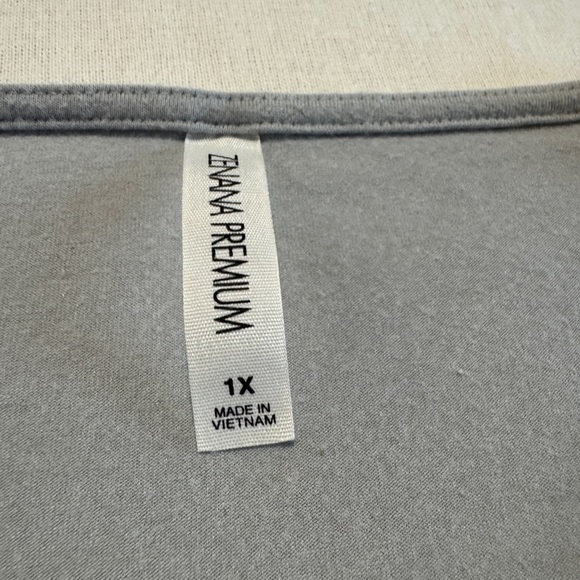 ZENANA PREMIUM
1X
MADE IN
VIETNAM